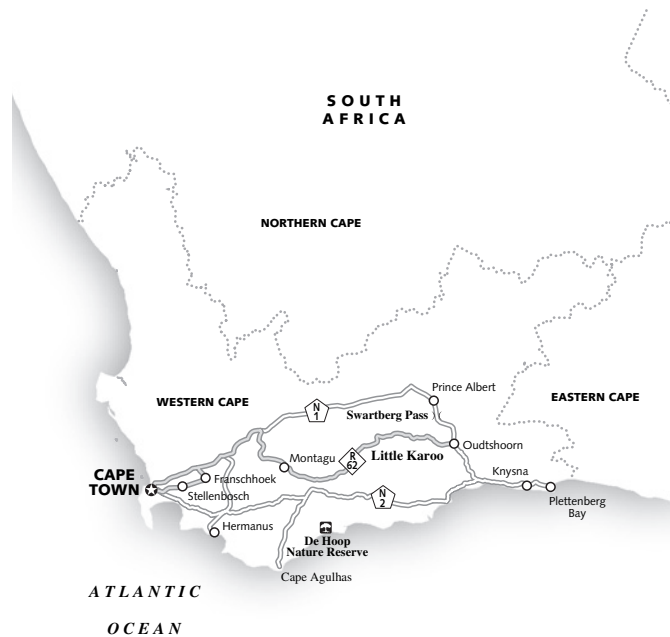 SOUTH
AFRICA
NORTHERN CAPE
Prince Albert
WESTERN CAPE
N
1
Swartberg Pass
EASTERN CAPE
Oudtshoorn
Montagu
R
62
Little Karoo
Knysna
CAPE
TOWN
Franschhoek
Stellenbosch
N
2
Plettenberg
Bay
Hermanus
De Hoop
Nature Reserve
Cape Agulhas
ATLANTIC
OCEAN